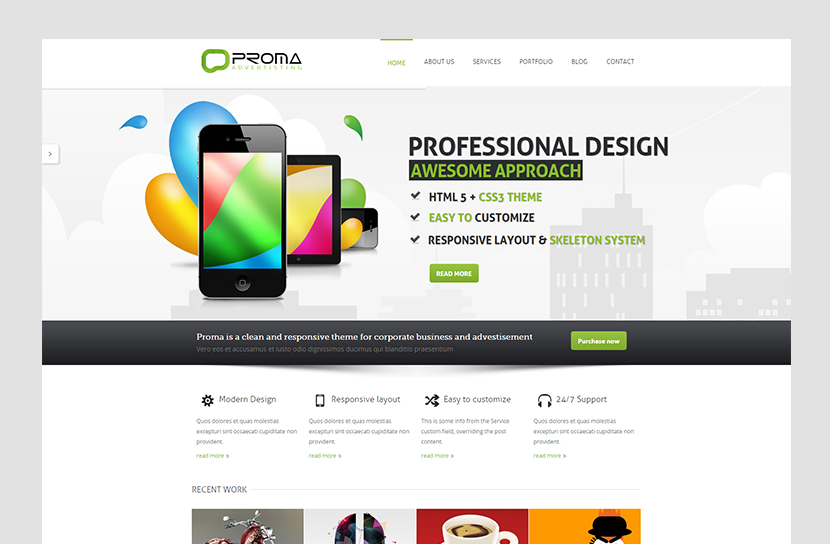 PROMA
ADVERTISTING
HOME
ABOUT US
SERVICES
PORTFOLIO
BLOG
CONTACT
PROFESSIONAL DESIGN
AWESOME APPROACH
HTML 5 + CSS3 THEME
EASY TO CUSTOMIZE
RESPONSIVE LAYOUT & SKELETON SYSTEM
READ MORE
Proma is a clean and responsive theme for corporate business and advestisement
Vero eos et accusamus et iusto odio dignissimos ducimus qui blanditiis praesentium
Purchase now
Modern Design
Quos dolores et quas molestias
excepturi sint occaecati cupiditate non
provident.
read more »
Responsive layout
Quos dolores et quas molestias
excepturi sint occaecati cupiditate non
provident.
read more »
Easy to customize
This is some info from the Service
custom field, overriding the post
content.
read more »
24/7 Support
Quos dolores et quas molestias
excepturi sint occaecati cupiditate non
provident.
read more »
RECENT WORK